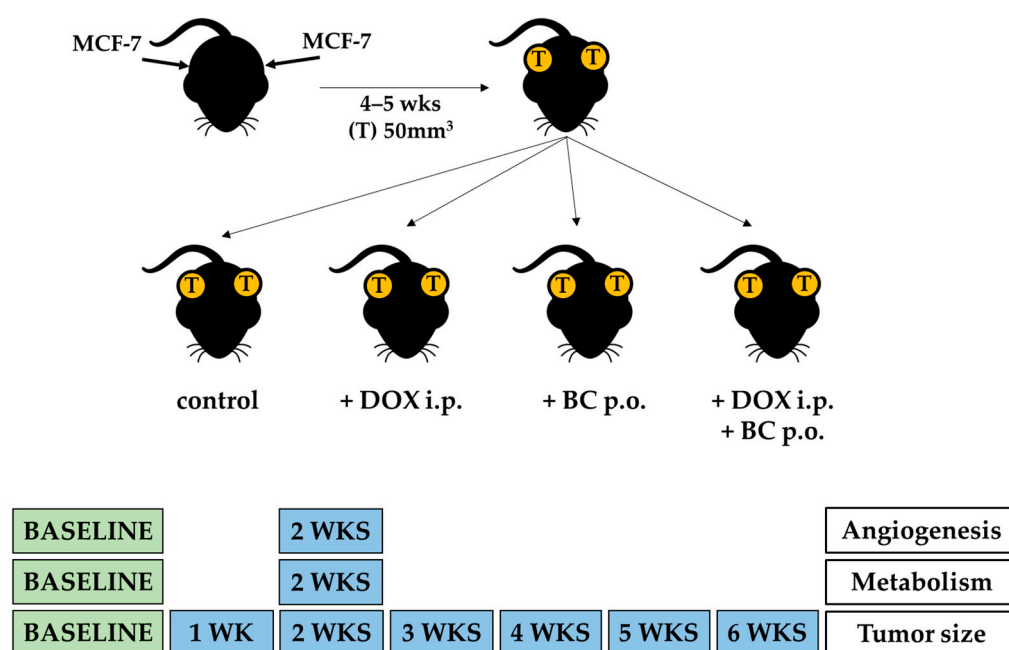 MCF-7 MCF-7
T T
4–5 wks
(T) 50mm³
T T T T T T T T
control + DOX i.p. + BC p.o. + DOX i.p.
+ BC p.o.
BASELINE 2 WKS Angiogenesis
BASELINE 2 WKS Metabolism
BASELINE 1 WK 2 WKS 3 WKS 4 WKS 5 WKS 6 WKS Tumor size